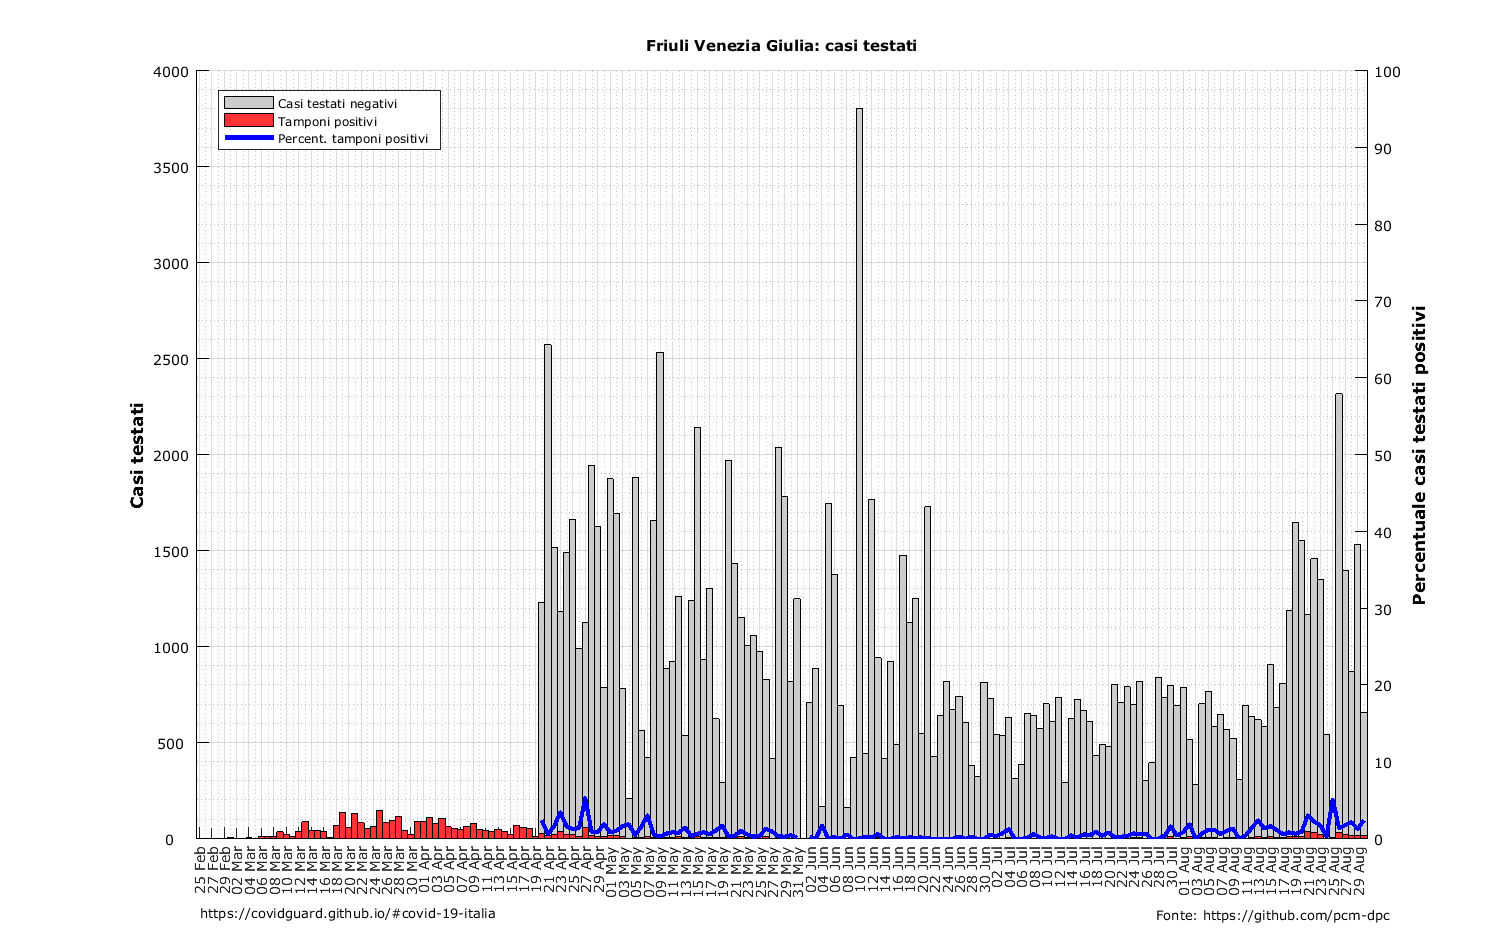 Friuli Venezia Giulia: casi testati
Casi testati negativi
Tamponi positivi
Percent. tamponi positivi
Casi testati
4000
3500
3000
2500
2000
1500
1000
500
0
Percentuale casi testati positivi
100
90
80
70
60
50
40
30
20
10
0
25 Feb
27 Feb
29 Feb
02 Mar
04 Mar
06 Mar
08 Mar
10 Mar
12 Mar
14 Mar
16 Mar
18 Mar
20 Mar
22 Mar
24 Mar
26 Mar
28 Mar
30 Mar
01 Apr
03 Apr
05 Apr
07 Apr
09 Apr
11 Apr
13 Apr
15 Apr
17 Apr
19 Apr
21 Apr
23 Apr
25 Apr
27 Apr
29 Apr
01 May
03 May
05 May
07 May
09 May
11 May
13 May
15 May
17 May
19 May
21 May
23 May
25 May
27 May
29 May
31 May
02 Jun
04 Jun
06 Jun
08 Jun
10 Jun
12 Jun
14 Jun
16 Jun
18 Jun
20 Jun
22 Jun
24 Jun
26 Jun
28 Jun
30 Jun
02 Jul
04 Jul
06 Jul
08 Jul
10 Jul
12 Jul
14 Jul
16 Jul
18 Jul
20 Jul
22 Jul
24 Jul
26 Jul
28 Jul
30 Jul
01 Aug
03 Aug
05 Aug
07 Aug
09 Aug
11 Aug
13 Aug
15 Aug
17 Aug
19 Aug
21 Aug
23 Aug
25 Aug
27 Aug
29 Aug
https://covidguard.github.io/#covid-19-italia
Fonte: https://github.com/pcm-dpc